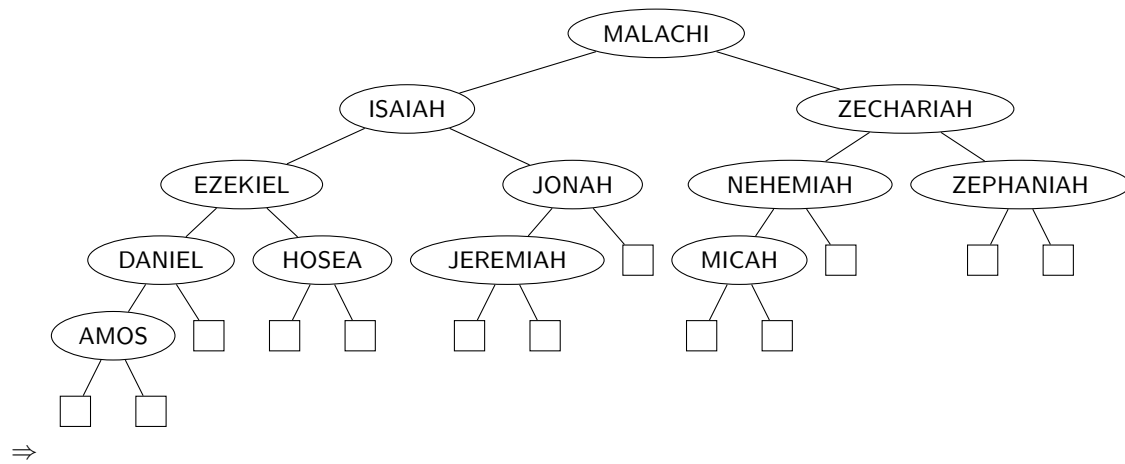 MALACHI
ISAIAH ZECHARIAH
EZEKIEL JONAH NEHEMIAH ZEPHANIAH
DANIEL HOSEA JEREMIAH MICAH
AMOS
⇒